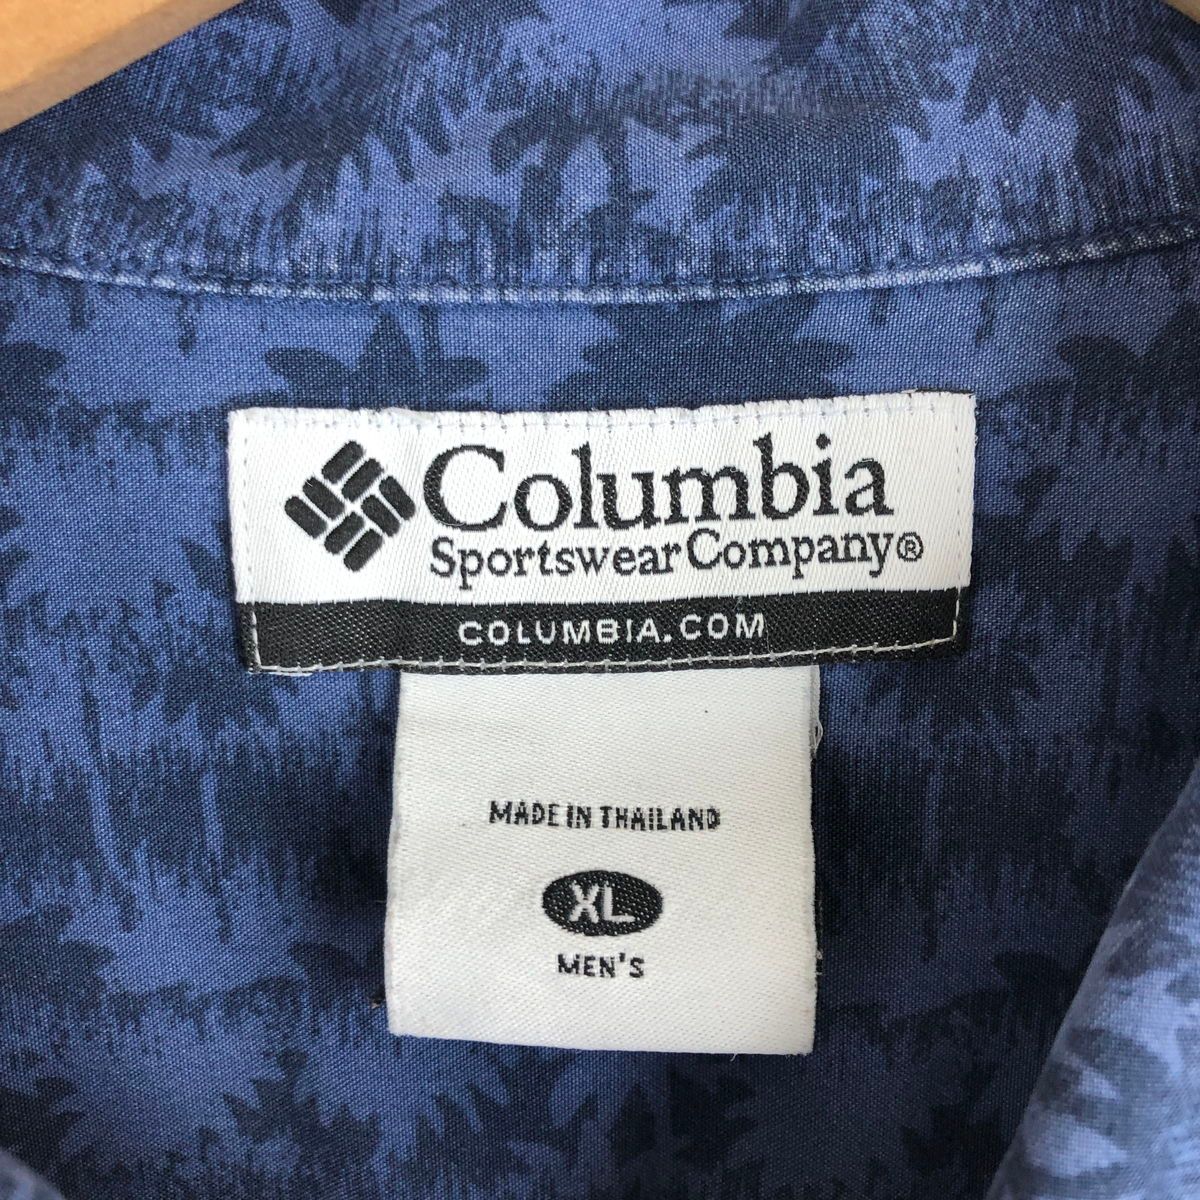 Columbia
Sportswear Company®
COLUMBIA.COM
MADE IN THAILAND
XL
MEN'S